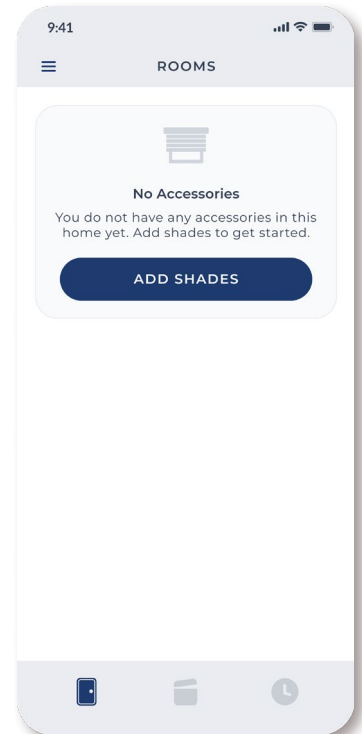 9:41
ROOMS
No Accessories
You do not have any accessories in this
home yet. Add shades to get started.
ADD SHADES